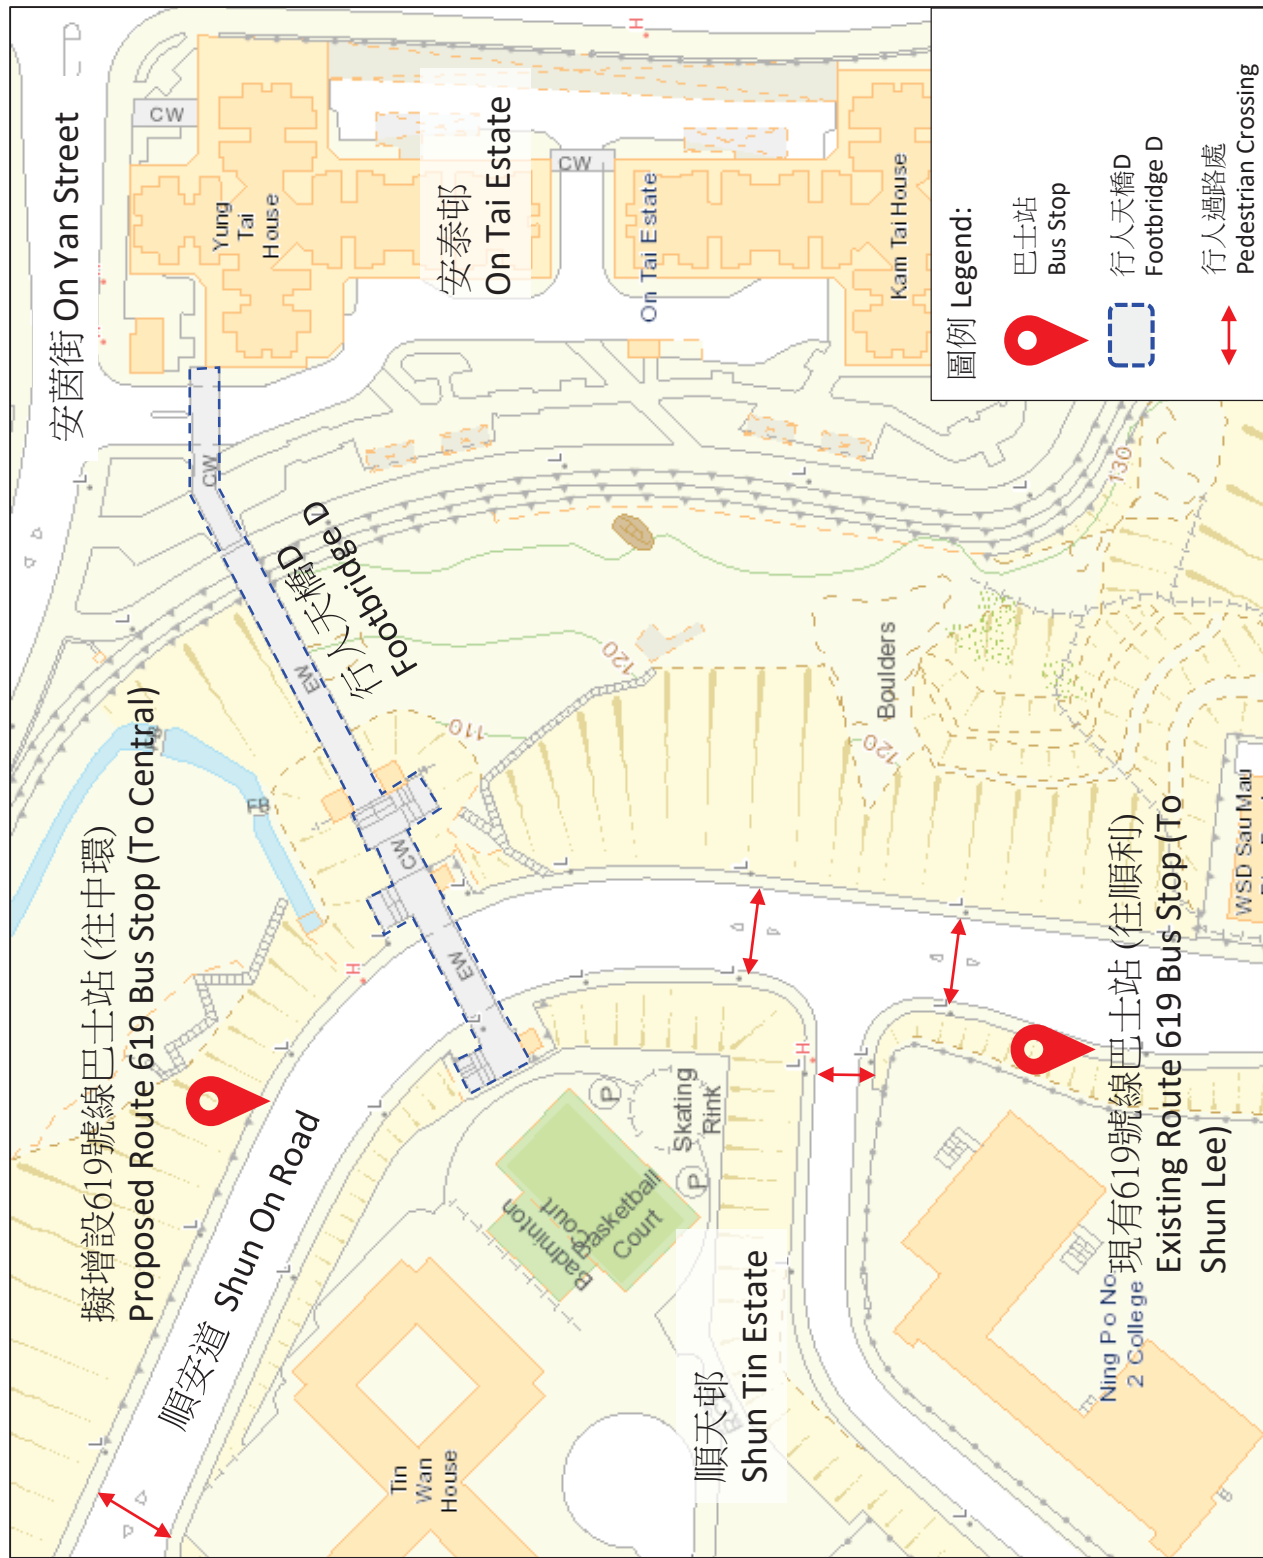 安茵街 On Yan Street
CW
Yung
Tai
House
安泰邨
On Tai Estate
CW
On Tai Estate
Kam Tai House
H
CW
EW
行人天橋D
Footbridge D
130
120
110
120
Boulders
FB
CW
EW
擬增設619號線巴士站 (往中環)
Proposed Route 619 Bus Stop (To Central)
H
順安道 Shun On Road
Badminton
Court
Basketball
Court
P
P
Skating
Rink
Tin
Wan
House
順天邨
Shun Tin Estate
H
現有619號線巴士站 (往順利)
Existing Route 619 Bus Stop (To
Shun Lee)
WSD Sau Mau
Ning Po No
2 College
B
圖例 Legend:
巴士站
Bus Stop
行人天橋D
Footbridge D
行人過路處
Pedestrian Crossing